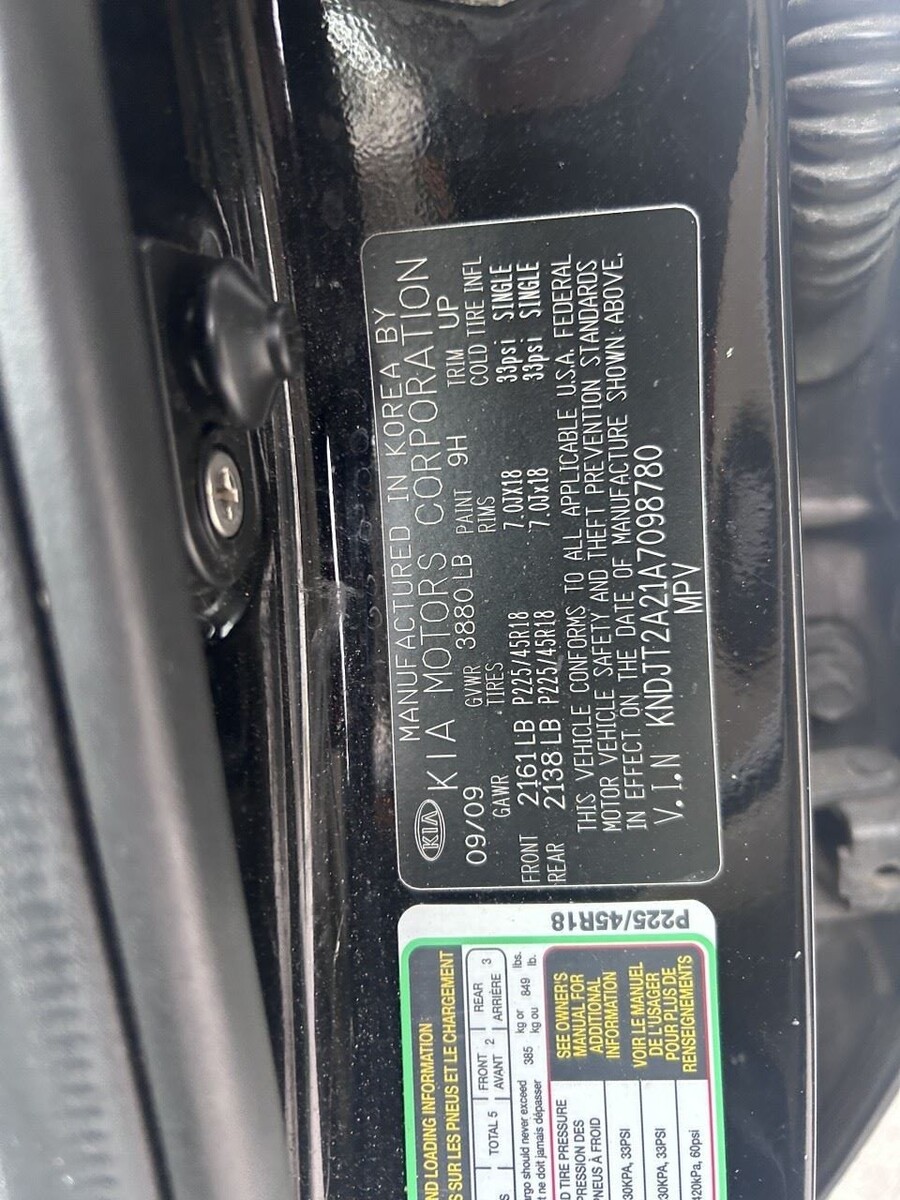 MANUFACTURED IN KOREA BY
KIA KIA MOTORS CORPORATION
09/09 GVWR 3880 LB PAINT 9H TRIM UP
GAWR TIRES RIMS COLD TIRE INFL
FRONT 2161 LB P225/45R18 7.0JX18 33psi SINGLE
REAR 2138 LB P225/45R18 7.0Jx18 33psi SINGLE
THIS VEHICLE CONFORMS TO ALL APPLICABLE U.S.A. FEDERAL
MOTOR VEHICLE SAFETY AND THEFT PREVENTION STANDARDS
IN EFFECT ON THE DATE OF MANUFACTURE SHOWN ABOVE.
V.I.N KNDJT2A21A7098780
MPV
P225/45R18
LOADING INFORMATION
SUR LES PNEUS ET LE CHARGEMENT
TOTAL 5 FRONT 2 REAR 3
AVANT ARRIÈRE
should never exceed 385 kg or 849 lbs.
ne doit jamais dépasser kg ou lb.
TIRE PRESSURE
DES
À FROID
33PSI
33PSI
420kPa, 60psi
SEE OWNER'S
MANUAL FOR
ADDITIONAL
INFORMATION
VOIR LE MANUEL
DE L'USAGER
POUR PLUS DE
RENSEIGNEMENTS